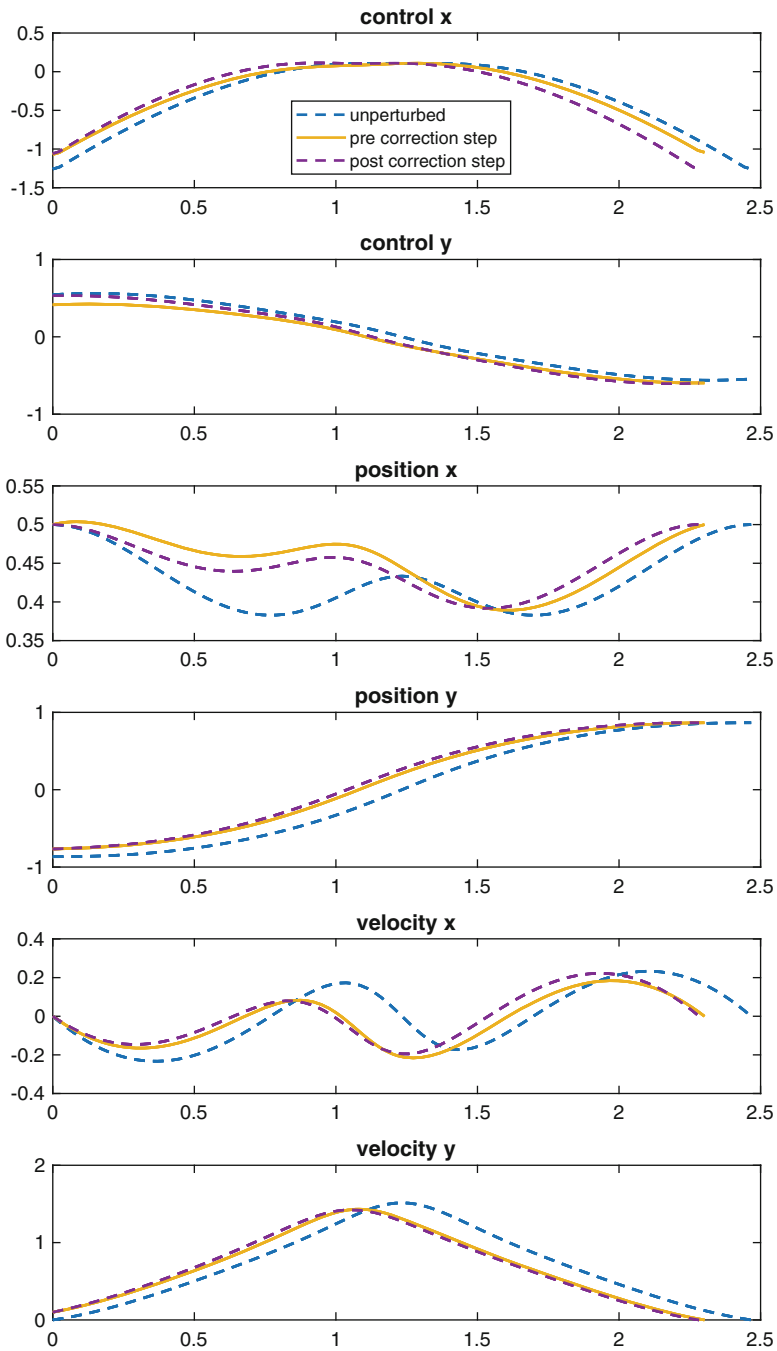 control x
0.5
0
-0.5
-1
-1.5
unperturbed
pre correction step
post correction step
0 0.5 1 1.5 2 2.5
control y
1
0
-1
0 0.5 1 1.5 2 2.5
position x
0.55
0.5
0.45
0.4
0.35
0 0.5 1 1.5 2 2.5
position y
1
0
-1
0 0.5 1 1.5 2 2.5
velocity x
0.4
0.2
0
-0.2
-0.4
0 0.5 1 1.5 2 2.5
velocity y
2
1
0
0 0.5 1 1.5 2 2.5